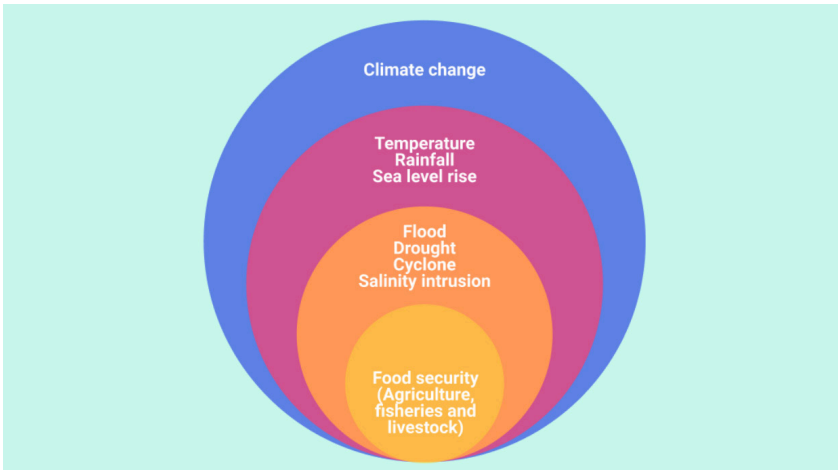 Climate change
Temperature
Rainfall
Sea level rise
Flood
Drought
Cyclone
Salinity intrusion
Food security
(Agriculture,
fisheries and
livestock)